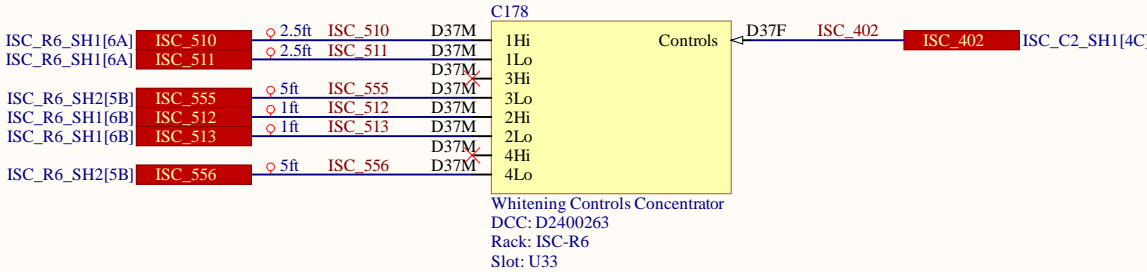 C178
ISC_R6_SH1[6A] ISC_510 2.5ft ISC_510 D37M 1Hi Controls D37F ISC_402 ISC_402 ISC_C2_SH1[4C]
ISC_R6_SH1[6A] ISC_511 2.5ft ISC_511 D37M 1Lo
D37M 3Hi
ISC_R6_SH2[5B] ISC_555 5ft ISC_555 D37M 3Lo
ISC_R6_SH1[6B] ISC_512 1ft ISC_512 D37M 2Hi
ISC_R6_SH1[6B] ISC_513 1ft ISC_513 D37M 2Lo
D37M 4Hi
ISC_R6_SH2[5B] ISC_556 5ft ISC_556 D37M 4Lo
Whitening Controls Concentrator
DCC: D2400263
Rack: ISC-R6
Slot: U33